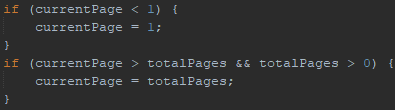 if (currentPage < 1) {
    currentPage = 1;
}
if (currentPage > totalPages && totalPages > 0) {
    currentPage = totalPages;
}